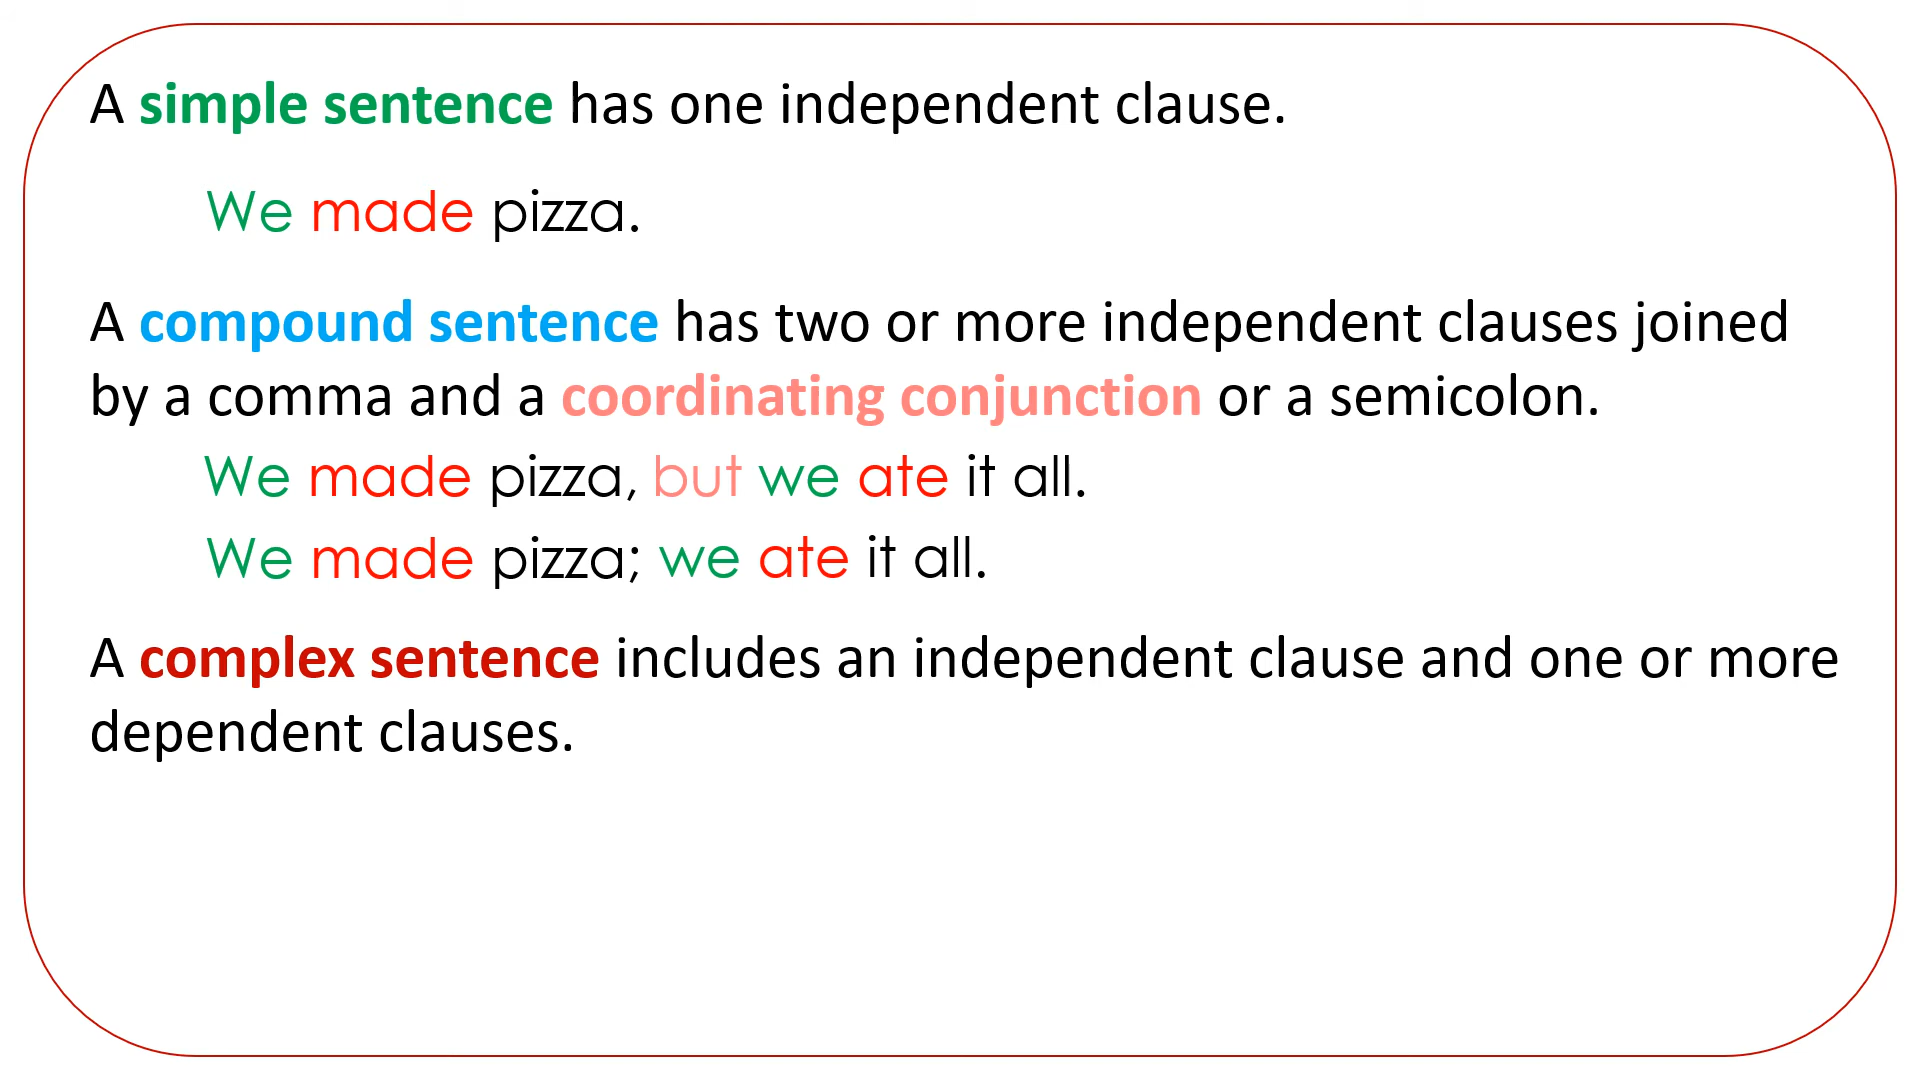 A simple sentence has one independent clause.
We made pizza.
A compound sentence has two or more independent clauses joined
by a comma and a coordinating conjunction or a semicolon.
We made pizza, but we ate it all.
We made pizza; we ate it all.
A complex sentence includes an independent clause and one or more
dependent clauses.